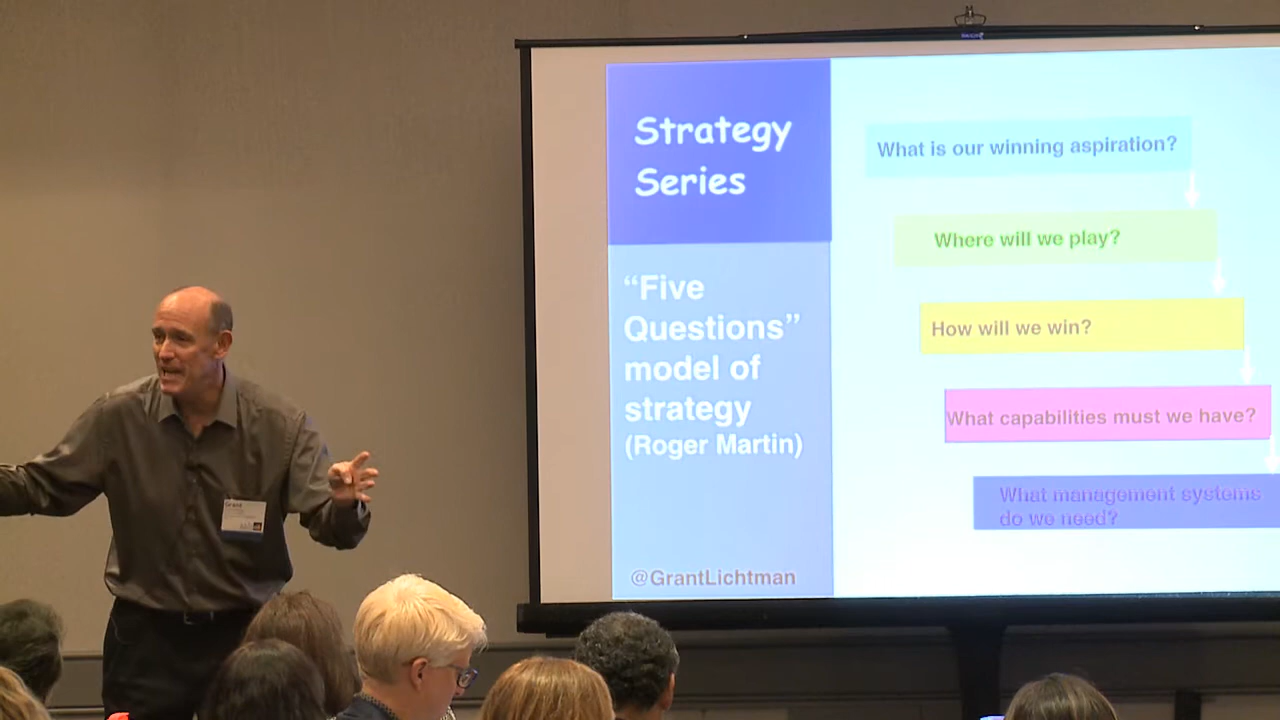 Strategy
Series
“Five
Questions”
model of
strategy
(Roger Martin)
@GrantLichtman
What is our winning aspiration?
Where will we play?
How will we win?
What capabilities must we have?
What management systems
do we need?
Grant